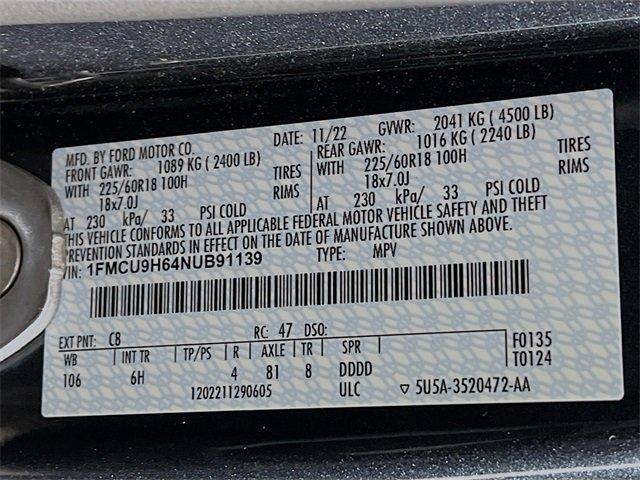 MFD. BY FORD MOTOR CO. DATE: 11/22 GVWR: 2041 KG ( 4500 LB)
FRONT GAWR: 1089 KG ( 2400 LB) REAR GAWR: 1016 KG ( 2240 LB)
WITH 225/60R18 100H TIRES WITH 225/60R18 100H TIRES
18x7.0J RIMS 18x7.0J RIMS
AT 230 kPa/ 33 PSI COLD AT 230 kPa/ 33 PSI COLD
THIS VEHICLE CONFORMS TO ALL APPLICABLE FEDERAL MOTOR VEHICLE SAFETY AND THEFT
PREVENTION STANDARDS IN EFFECT ON THE DATE OF MANUFACTURE SHOWN ABOVE.
VIN: 1FMCU9H64NUB91139 TYPE: MPV
EXT PNT: C8 RC: 47 DSO:
WB INT TR TP/PS R AXLE TR SPR F0135
106 6H 4 81 8 DDDD T0124
1202211290605 ULC ▽ 5U5A-3520472-AA